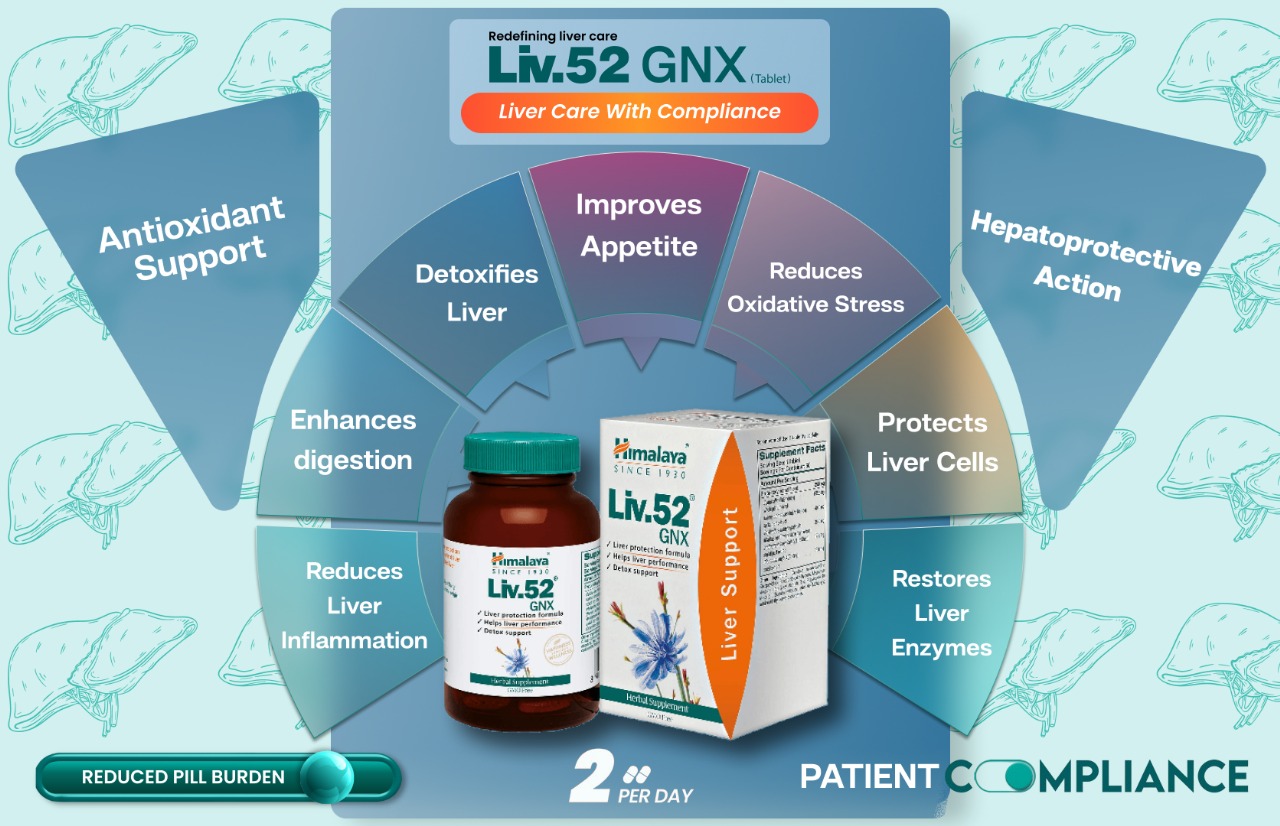 Redefining liver care
Liv.52 GNX (Tablet)
Liver Care With Compliance
Antioxidant
Support
Hepatoprotective
Action
Improves
Appetite
Detoxifies
Liver
Reduces
Oxidative Stress
Enhances
digestion
Protects
Liver Cells
Reduces
Liver
Inflammation
Restores
Liver
Enzymes
Himalaya
SINCE 1930
Liv.52®
GNX
✓ Liver protection formula
✓ Helps liver performance
✓ Detox support
Herbal Supplement
Himalaya
SINCE 1930
Liv.52®
GNX
✓ Liver protection formula
✓ Helps liver performance
✓ Detox support
Herbal Supplement
Liver Support
Supplement Facts
REDUCED PILL BURDEN
2 PER DAY
PATIENT COMPLIANCE